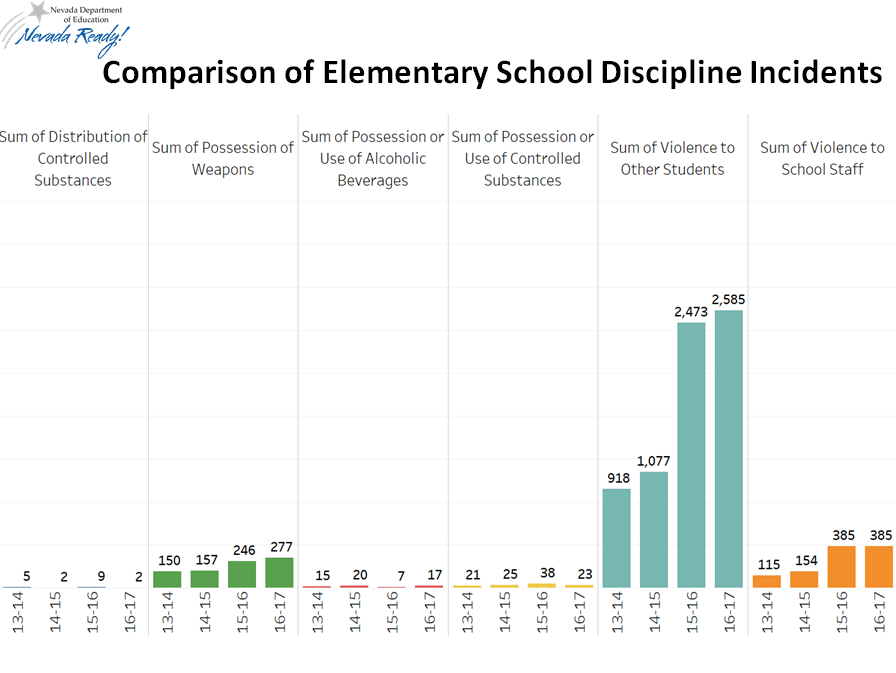 Nevada Department
of Education
Nevada Ready!
Comparison of Elementary School Discipline Incidents
Sum of Distribution of
Controlled
Substances
Sum of Possession of
Weapons
Sum of Possession or
Use of Alcoholic
Beverages
Sum of Possession or
Use of Controlled
Substances
Sum of Violence to
Other Students
Sum of Violence to
School Staff
5 2 9 2
150 157 246 277
15 20 7 17
21 25 38 23
918 1,077 2,473 2,585
115 154 385 385
13-14 14-15 15-16 16-17
13-14 14-15 15-16 16-17
13-14 14-15 15-16 16-17
13-14 14-15 15-16 16-17
13-14 14-15 15-16 16-17
13-14 14-15 15-16 16-17